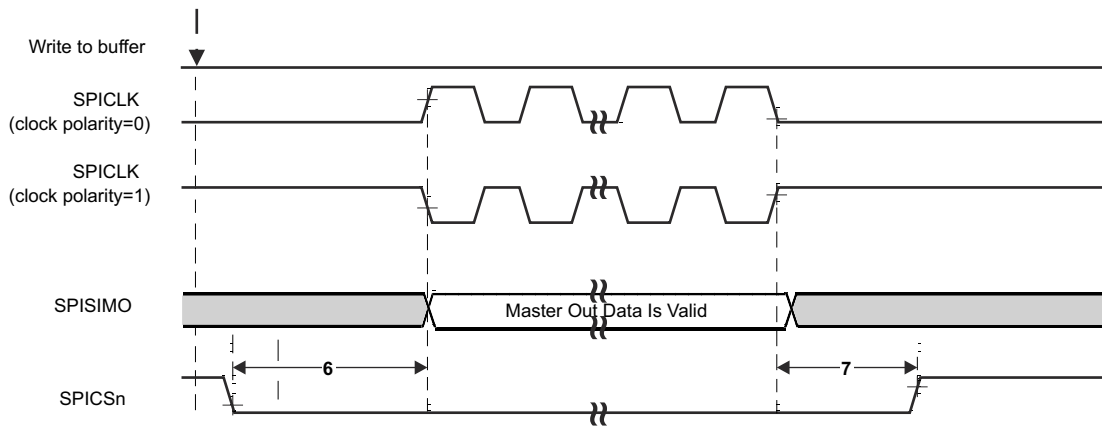 Write to buffer
SPICLK
(clock polarity=0)
SPICLK
(clock polarity=1)
SPISIMO
Master Out Data Is Valid
6
7
SPICSn